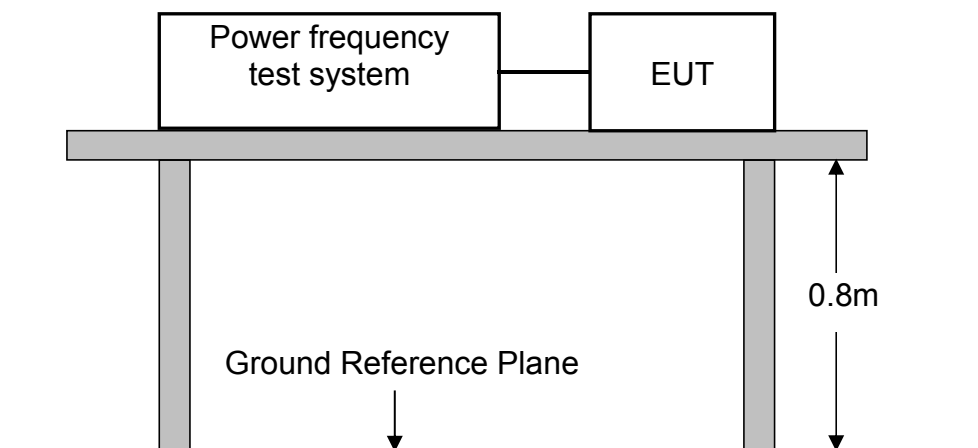 Power frequency
test system
EUT
0.8m
Ground Reference Plane